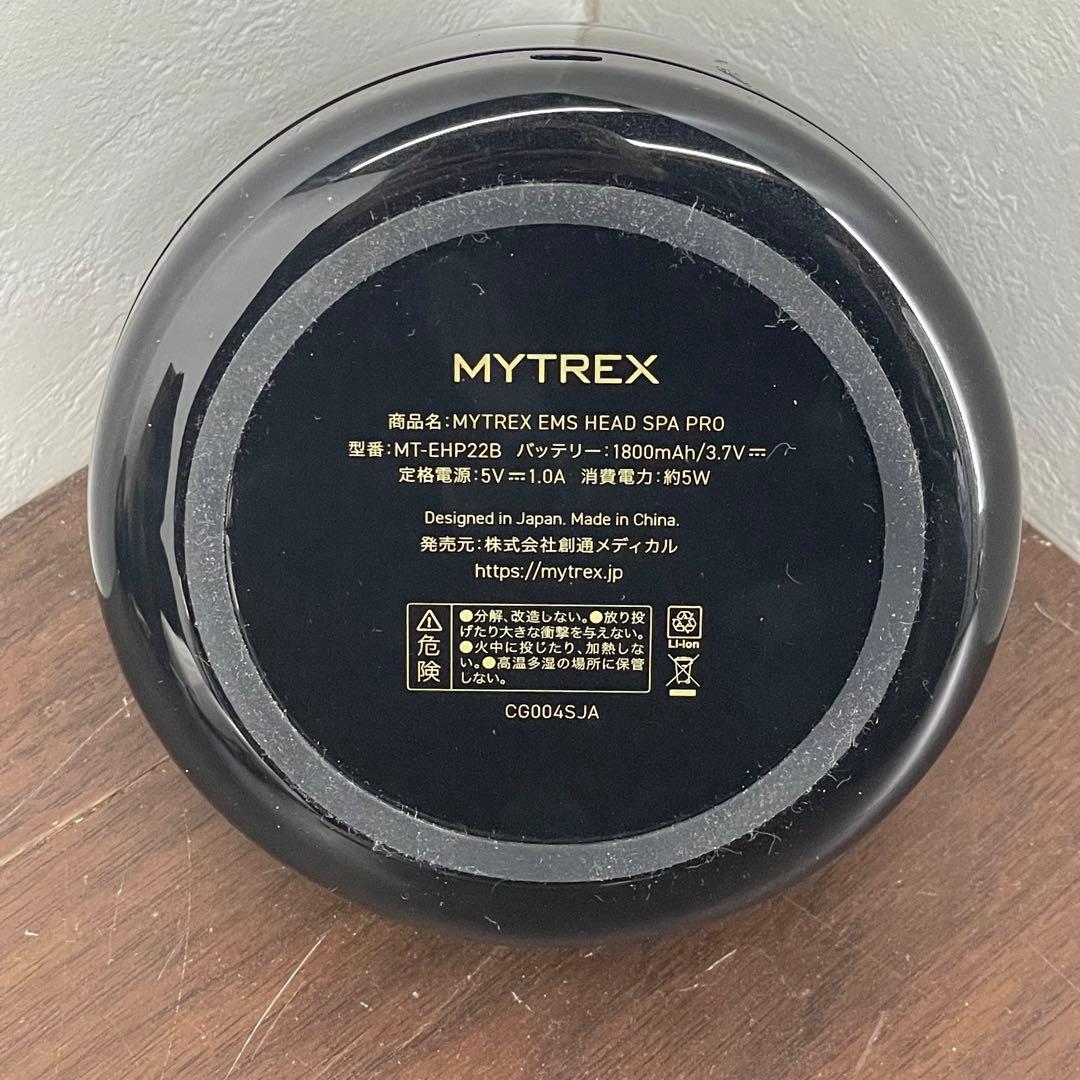 MYTREX
商品名:MYTREX EMS HEAD SPA PRO
型番:MT-EHP22B バッテリー:1800mAh/3.7V⎓
定格電源:5V⎓1.0A 消費電力:約5W
Designed in Japan. Made in China.
発売元:株式会社創通メディカル
https://mytrex.jp
危険
●分解、改造しない。●放り投
げたり大きな衝撃を与えない。
●火中に投じたり、加熱しな
い。●高温多湿の場所に保管
しない。
Li-ion
CG004SJA